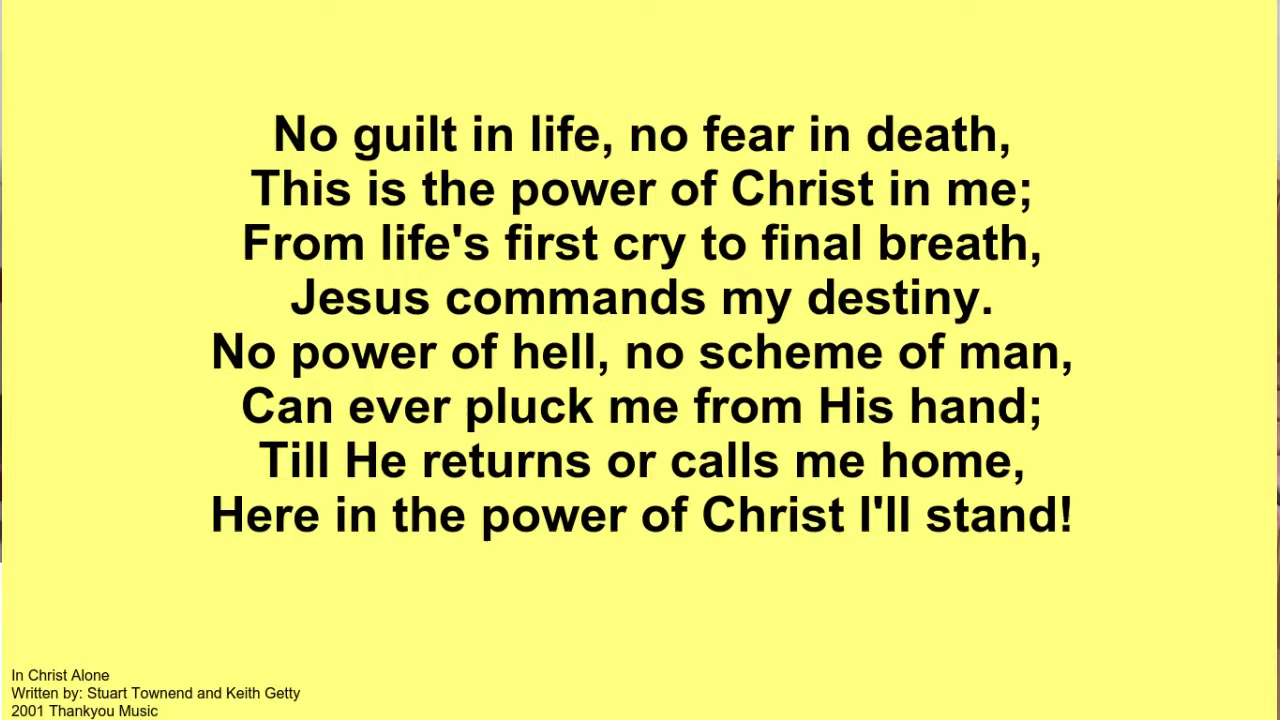 No guilt in life, no fear in death,
This is the power of Christ in me;
From life's first cry to final breath,
Jesus commands my destiny.
No power of hell, no scheme of man,
Can ever pluck me from His hand;
Till He returns or calls me home,
Here in the power of Christ I'll stand!
In Christ Alone
Written by: Stuart Townend and Keith Getty
2001 Thankyou Music